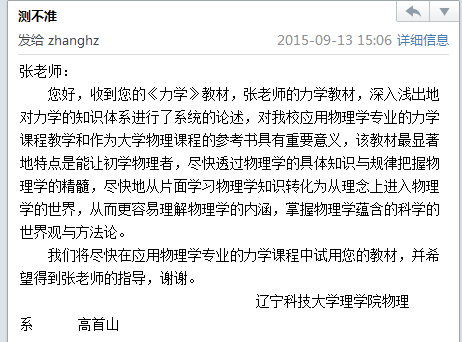 测不准
发给 zhanghz 2015-09-13 15:06 详细信息
张老师：
您好，收到您的《力学》教材，张老师的力学教材，深入浅出地
对力学的知识体系进行了系统的论述，对我校应用物理学专业的力学
课程教学和作为大学物理课程的参考书具有重要意义，该教材最显著
地特点是能让初学物理者，尽快透过物理学的具体知识与规律把握物
理学的精髓，尽快地从片面学习物理学知识转化为从理念上进入物理
学的世界，从而更容易理解物理学的内涵，掌握物理学蕴含的科学的
世界观与方法论。
我们将尽快在应用物理学专业的力学课程中试用您的教材，并希
望得到张老师的指导，谢谢。
辽宁科技大学理学院物理
系 高首山